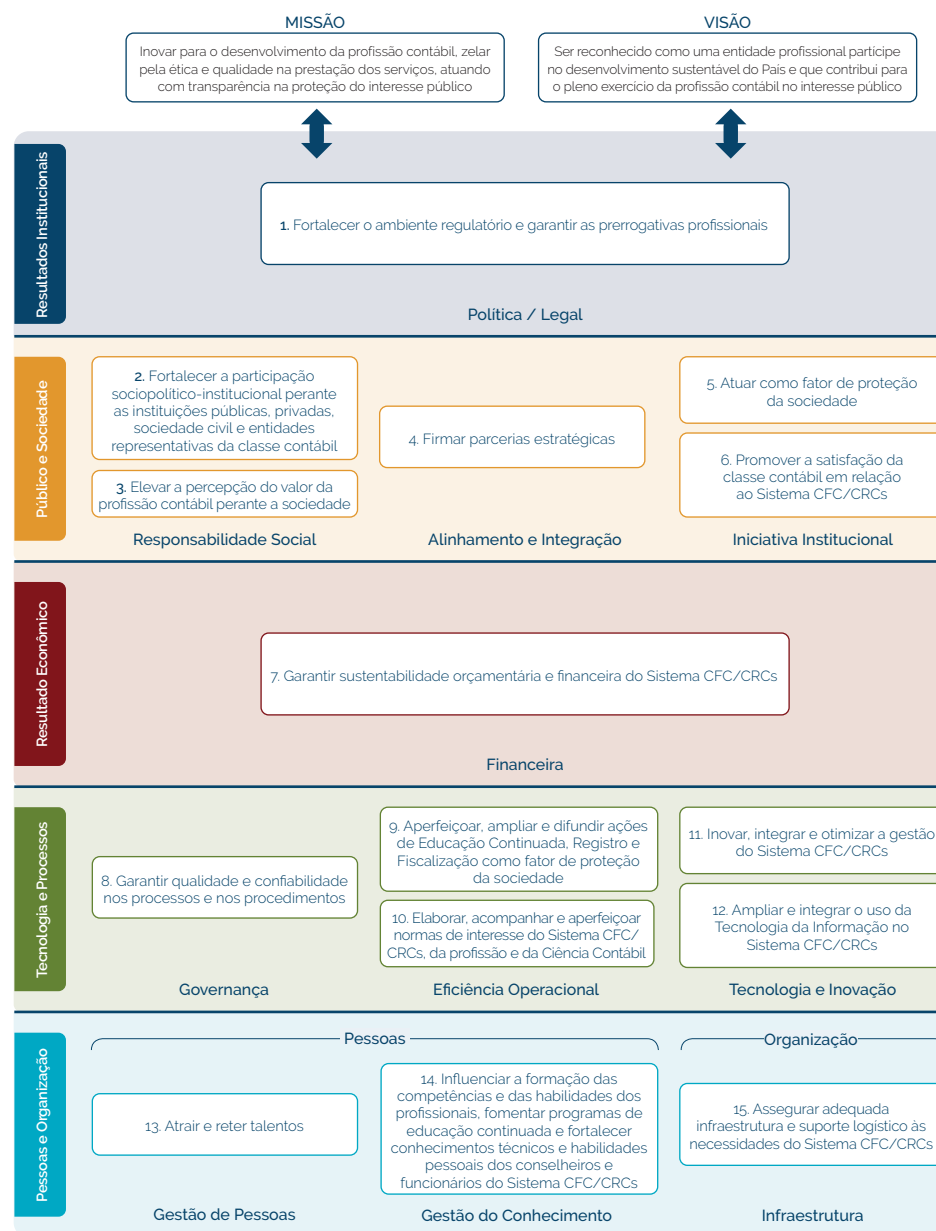 MISSÃO
Inovar para o desenvolvimento da profissão contábil, zelar
pela ética e qualidade na prestação dos serviços, atuando
com transparência na proteção do interesse público
VISÃO
Ser reconhecido como uma entidade profissional partícipe
no desenvolvimento sustentável do País e que contribui para
o pleno exercício da profissão contábil no interesse público
Resultados Institucionais
1. Fortalecer o ambiente regulatório e garantir as prerrogativas profissionais
Política / Legal
Público e Sociedade
2. Fortalecer a participação
sociopolítico-institucional perante
as instituições públicas, privadas,
sociedade civil e entidades
representativas da classe contábil
3. Elevar a percepção do valor da
profissão contábil perante a sociedade
Responsabilidade Social
4. Firmar parcerias estratégicas
Alinhamento e Integração
5. Atuar como fator de proteção
da sociedade
6. Promover a satisfação da
classe contábil em relação
ao Sistema CFC/CRCs
Iniciativa Institucional
Resultado Econômico
7. Garantir sustentabilidade orçamentária e financeira do Sistema CFC/CRCs
Financeira
Tecnologia e Processos
8. Garantir qualidade e confiabilidade
nos processos e nos procedimentos
Governança
9. Aperfeiçoar, ampliar e difundir ações
de Educação Continuada, Registro e
Fiscalização como fator de proteção
da sociedade
10. Elaborar, acompanhar e aperfeiçoar
normas de interesse do Sistema CFC/
CRCs, da profissão e da Ciência Contábil
Eficiência Operacional
11. Inovar, integrar e otimizar a gestão
do Sistema CFC/CRCs
12. Ampliar e integrar o uso da
Tecnologia da Informação no
Sistema CFC/CRCs
Tecnologia e Inovação
Pessoas e Organização
Pessoas
13. Atrair e reter talentos
Gestão de Pessoas
14. Influenciar a formação das
competências e das habilidades dos
profissionais, fomentar programas de
educação continuada e fortalecer
conhecimentos técnicos e habilidades
pessoais dos conselheiros e
funcionários do Sistema CFC/CRCs
Gestão do Conhecimento
Organização
15. Assegurar adequada
infraestrutura e suporte logístico às
necessidades do Sistema CFC/CRCs
Infraestrutura